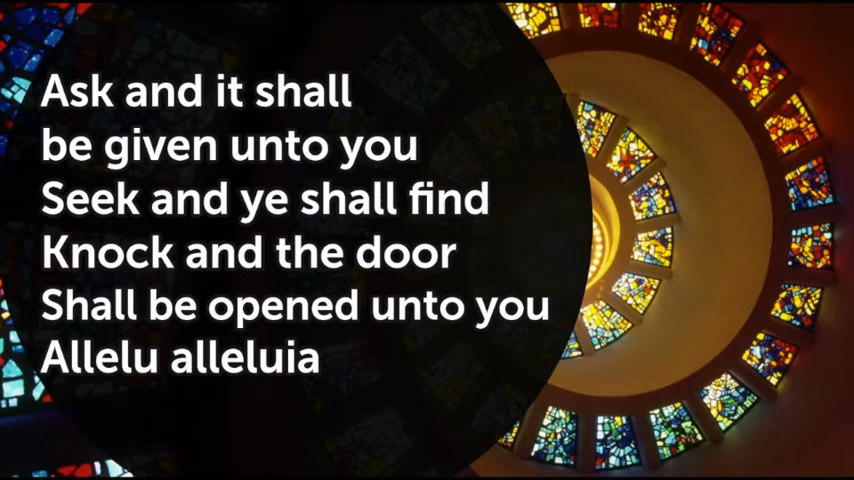 Ask and it shall
be given unto you
Seek and ye shall find
Knock and the door
Shall be opened unto you
Allelu alleluia